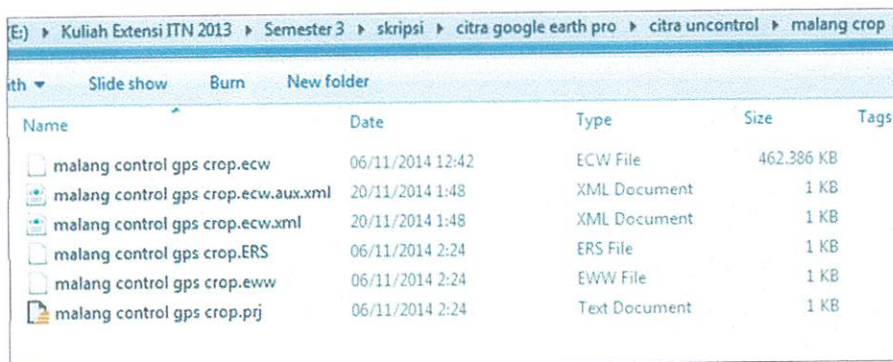 (E:) ▸ Kuliah Extensi ITN 2013 ▸ Semester 3 ▸ skripsi ▸ citra google earth pro ▸ citra uncontrol ▸ malang crop
ith Slide show Burn New folder
Name Date Type Size Tags
malang control gps crop.ecw 06/11/2014 12:42 ECW File 462.386 KB
malang control gps crop.ecw.aux.xml 20/11/2014 1:48 XML Document 1 KB
malang control gps crop.ecw.xml 20/11/2014 1:48 XML Document 1 KB
malang control gps crop.ERS 06/11/2014 2:24 ERS File 1 KB
malang control gps crop.eww 06/11/2014 2:24 EWW File 1 KB
malang control gps crop.prj 06/11/2014 2:24 Text Document 1 KB